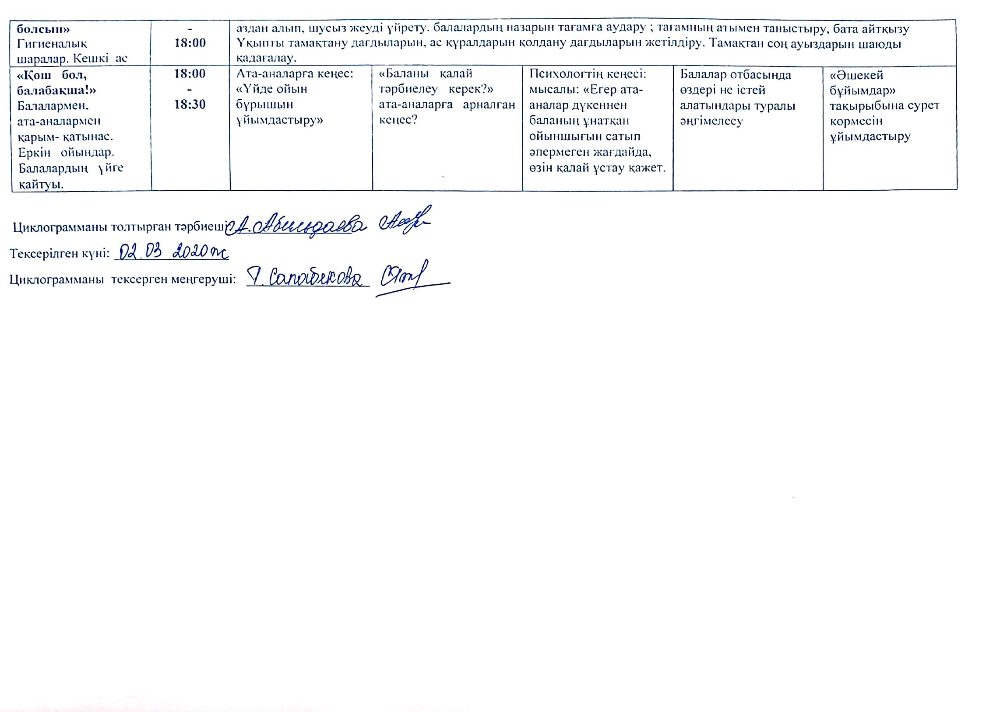 болсын»
Гигиеналық
шаралар. Кешкі ас
-
18:00
аздан алып, шусыз жеуді үйрету. балалардың назарын тағамға аудару ; тағамның атымен таныстыру, бата айтқызу
Ұқыпты тамақтану дағдыларын, ас құралдарын қолдану дағдыларын жетілдіру. Тамақтан соң ауыздарын шаюды
қадағалау.
«Қош бол,
балабақша!»
Балалармен,
ата-аналармен
қарым- қатынас.
Еркін ойындар.
Балалардың үйге
қайтуы.
18:00
-
18:30
Ата-аналарға кеңес:
«Үйде ойын
бұрышын
ұйымдастыру»
«Баланы қалай
тәрбиелеу керек?»
ата-аналарға арналған
кеңес?
Психологтің кеңесі:
мысалы: «Егер ата-
аналар дүкеннен
баланың ұнатқан
ойыншығын сатып
әпермеген жағдайда,
өзін қалай ұстау қажет.
Балалар отбасында
өздері не істей
алатындары туралы
әңгімелесу
«Әшекей
бұйымдар»
тақырыбына сурет
көрмесін
ұйымдастыру
Циклограмманы толтырған тәрбиеші А. Абильдаева
Тексерілген күні: 02.03 2020ж
Циклограмманы тексерген меңгеруші: Т. Сапабекова